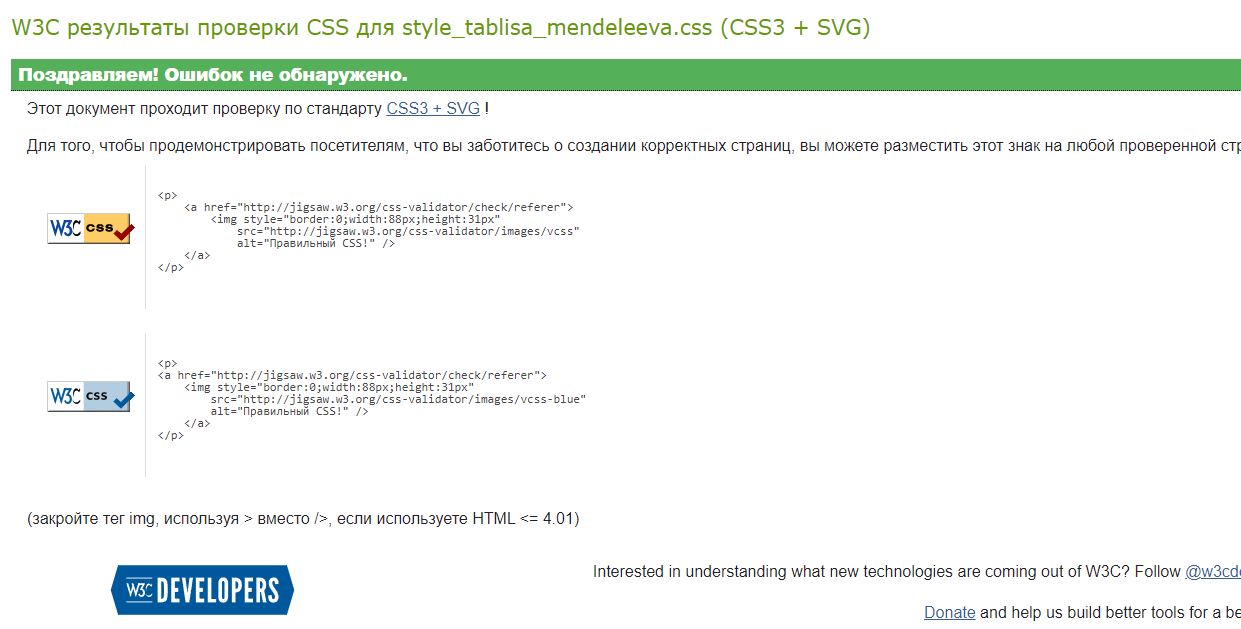 W3C результаты проверки CSS для style_tablisa_mendeleeva.css (CSS3 + SVG)
Поздравляем! Ошибок не обнаружено.
Этот документ проходит проверку по стандарту CSS3 + SVG !
Для того, чтобы продемонстрировать посетителям, что вы заботитесь о создании корректных страниц, вы можете разместить этот знак на любой проверенной
W3C css
<p>
<a href="http://jigsaw.w3.org/css-validator/check/referer">
<img style="border:0;width:88px;height:31px"
src="http://jigsaw.w3.org/css-validator/images/vcss"
alt="Правильный CSS!" />
</a>
</p>
W3C css
<p>
<a href="http://jigsaw.w3.org/css-validator/check/referer">
<img style="border:0;width:88px;height:31px"
src="http://jigsaw.w3.org/css-validator/images/vcss-blue"
alt="Правильный CSS!" />
</a>
</p>
(закройте тег img, используя > вместо />, если используете HTML <= 4.01)
W3C DEVELOPERS
Interested in understanding what new technologies are coming out of W3C? Follow
Donate and help us build better tools for a